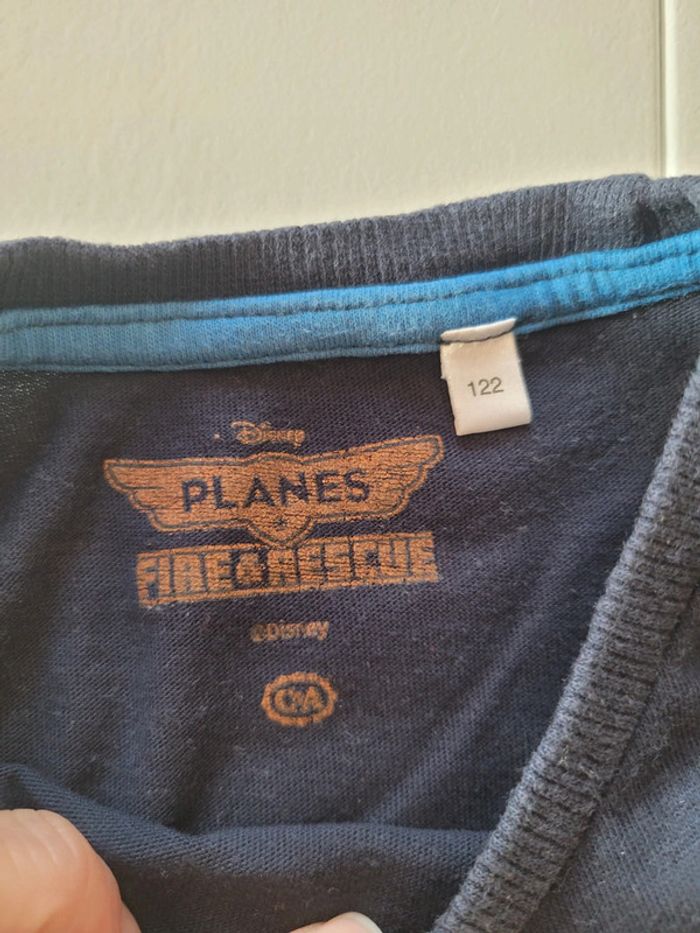 122
Disney
PLANES
FIRE & RESCUE
©Disney
C&A